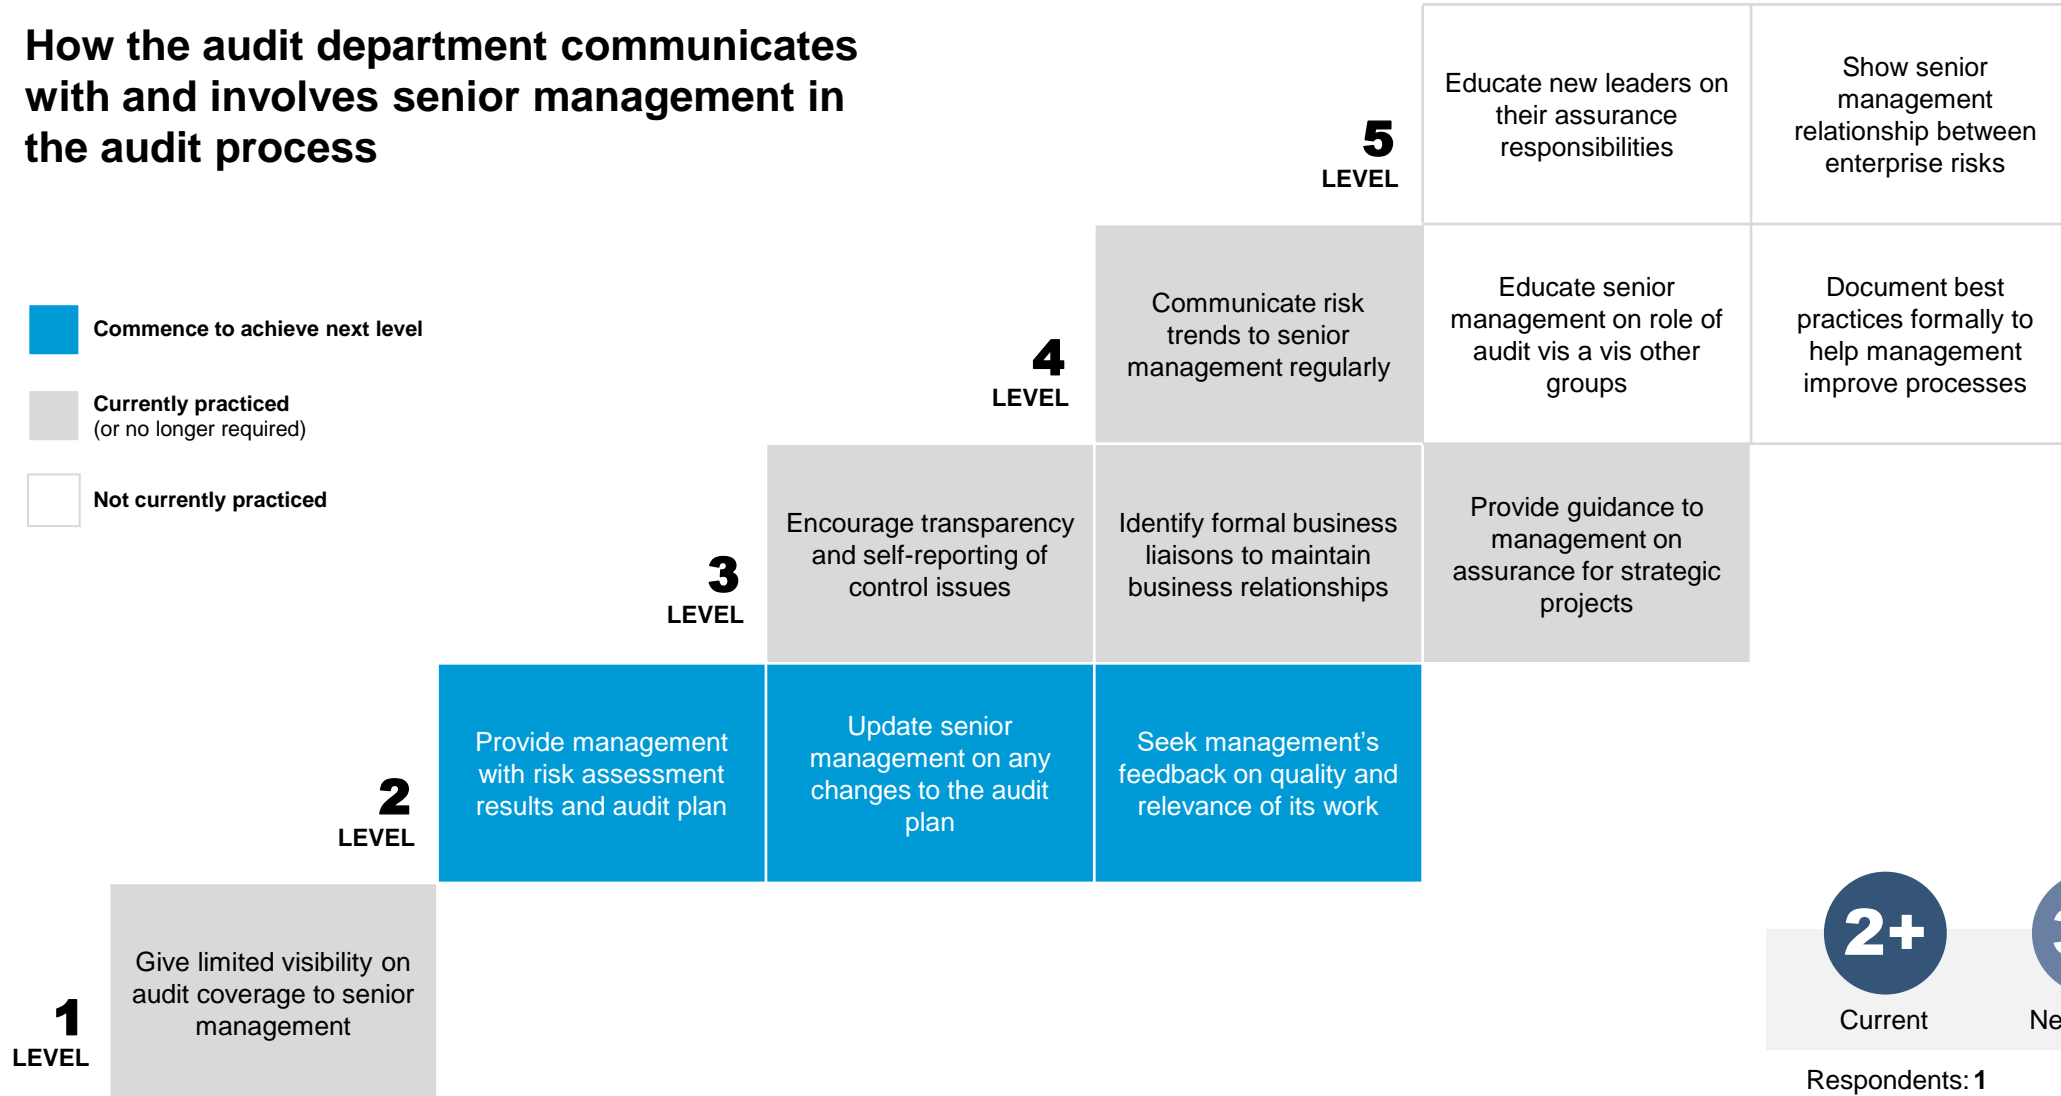 How the audit department communicates
with and involves senior management in
the audit process
Commence to achieve next level
Currently practiced
(or no longer required)
Not currently practiced
5
LEVEL
Educate new leaders on
their assurance
responsibilities
Show senior
management
relationship between
enterprise risks
4
LEVEL
Communicate risk
trends to senior
management regularly
Educate senior
management on role of
audit vis a vis other
groups
Document best
practices formally to
help management
improve processes
3
LEVEL
Encourage transparency
and self-reporting of
control issues
Identify formal business
liaisons to maintain
business relationships
Provide guidance to
management on
assurance for strategic
projects
2
LEVEL
Provide management
with risk assessment
results and audit plan
Update senior
management on any
changes to the audit
plan
Seek management’s
feedback on quality and
relevance of its work
1
LEVEL
Give limited visibility on
audit coverage to senior
management
2+
Current
Respondents: 1